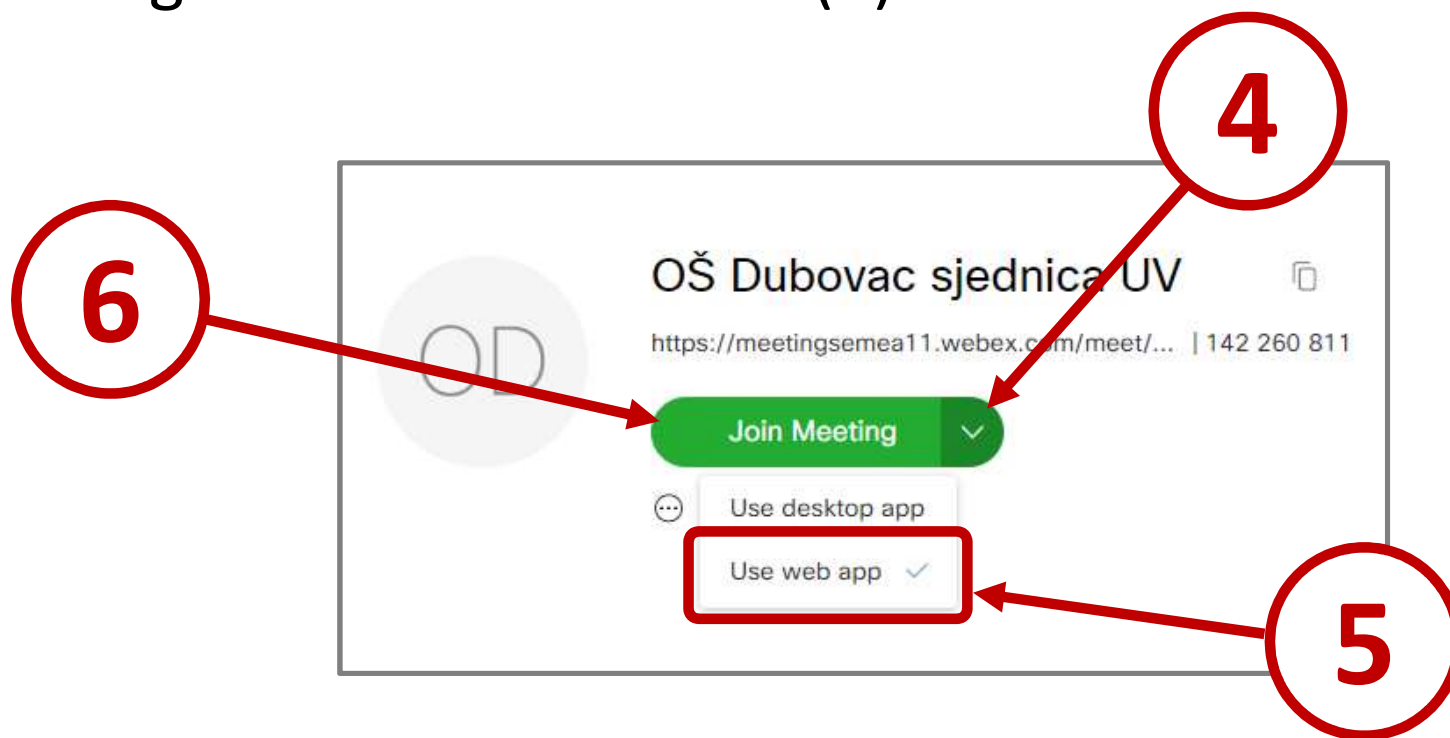 4
6
OŠ Dubovac sjednica UV
OD
https://meetingsemea11.webex.com/meet/... | 142 260 811
Join Meeting
Use desktop app
Use web app
5